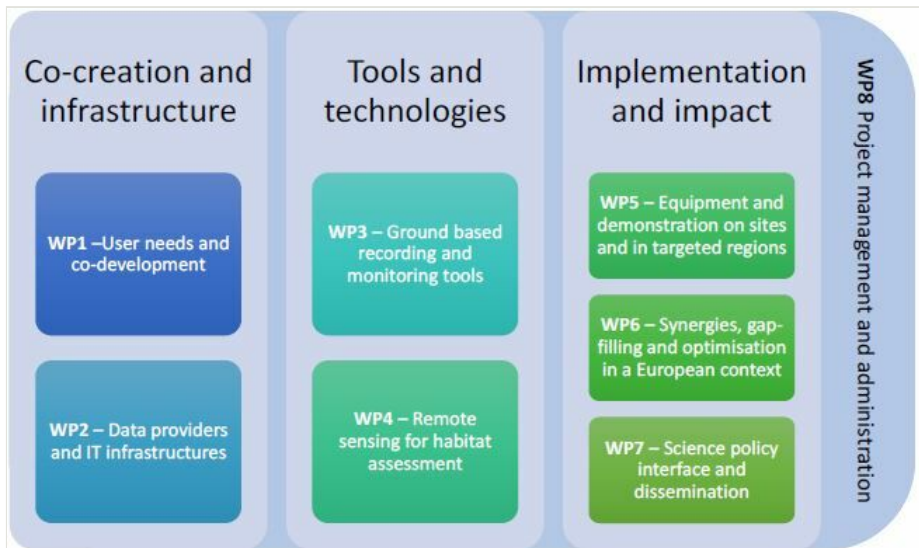 Co-creation and
infrastructure
WP1 –User needs and
co-development
WP2 – Data providers
and IT infrastructures
Tools and
technologies
WP3 – Ground based
recording and
monitoring tools
WP4 – Remote
sensing for habitat
assessment
Implementation
and impact
WP5 – Equipment and
demonstration on sites
and in targeted regions
WP6 – Synergies, gap-
filling and optimisation
in a European context
WP7 – Science policy
interface and
dissemination
WP8 Project management and administration